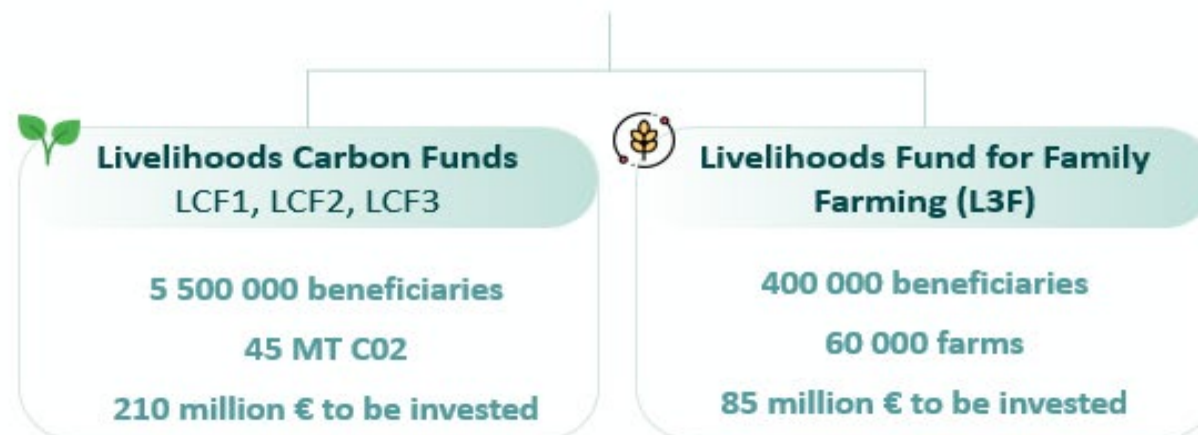 Livelihoods Carbon Funds
LCF1, LCF2, LCF3
5 500 000 beneficiaries
45 MT C02
210 million € to be invested
Livelihoods Fund for Family
Farming (L3F)
400 000 beneficiaries
60 000 farms
85 million € to be invested